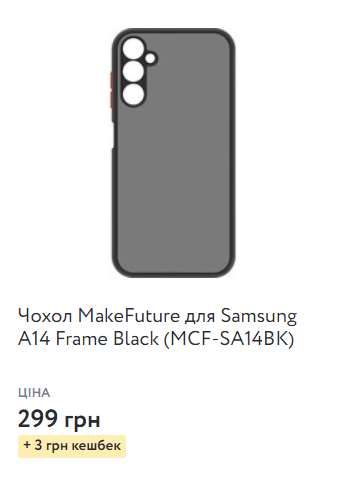 Чохол MakeFuture для Samsung
A14 Frame Black (MCF-SA14BK)
ЦІНА
299 грн
+ 3 грн кешбек